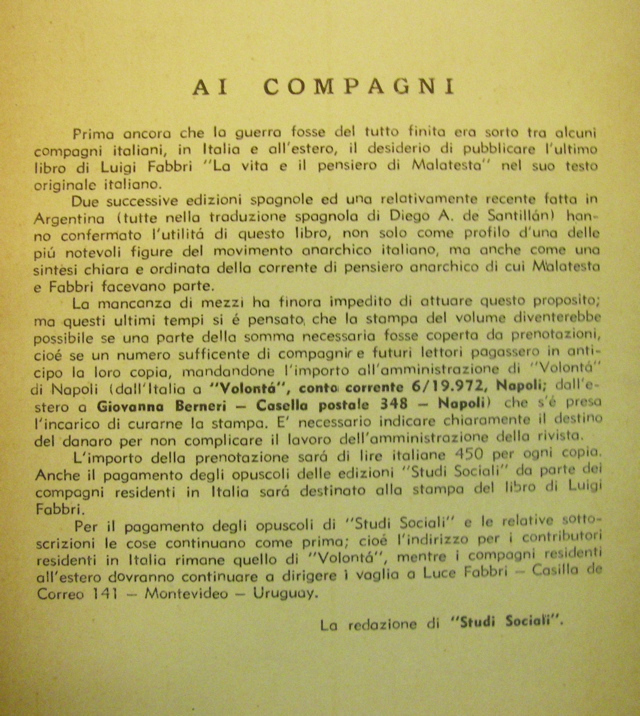 AI COMPAGNI
Prima ancora che la guerra fosse del tutto finita era sorto tra alcuni
compagni italiani, in Italia e all'estero, il desiderio di pubblicare l'ultimo
libro di Luigi Fabbri "La vita e il pensiero di Malatesta" nel suo testo
originale italiano.
Due successive edizioni spagnole ed una relativamente recente fatta in
Argentina (tutte nella traduzione spagnola di Diego A. de Santillán) han-
no confermato l'utilitá di questo libro, non solo come profilo d'una delle
piú notevoli figure del movimento anarchico italiano, ma anche come una
sintesi chiara e ordinata della corrente di pensiero anarchico di cui Malatesta
e Fabbri facevano parte.
La mancanza di mezzi ha finora impedito di attuare questo proposito;
ma questi ultimi tempi si é pensato, che la stampa del volume diventerebbe
possibile se una parte della somma necessaria fosse coperta da prenotazioni,
cioé se un numero sufficente di compagni e futuri lettori pagassero in anti-
cipo la loro copia, mandandone l'importo all'amministrazione di "Volontá"
di Napoli (dall'Italia a "Volontá", conto corrente 6/19.972, Napoli; dall'e-
stero a Giovanna Berneri — Casella postale 348 — Napoli) che s'é presa
l'incarico di curarne la stampa. E' necessario indicare chiaramente il destino
del danaro per non complicare il lavoro dell'amministrazione della rivista.
L'importo della prenotazione sará di lire italiane 450 per ogni copia.
Anche il pagamento degli opuscoli delle edizioni "Studi Sociali" da parte dei
compagni residenti in Italia sará destinato alla stampa del libro di Luigi
Fabbri.
Per il pagamento degli opuscoli di "Studi Sociali" e le relative sotto-
scrizioni le cose continuano come prima; cioé l'indirizzo per i contributori
residenti in Italia rimane quello di "Volontá", mentre i compagni residenti
all'estero dovranno continuare a dirigere i vaglia a Luce Fabbri — Casilla de
Correo 141 — Montevideo — Uruguay.
La redazione di "Studi Sociali".